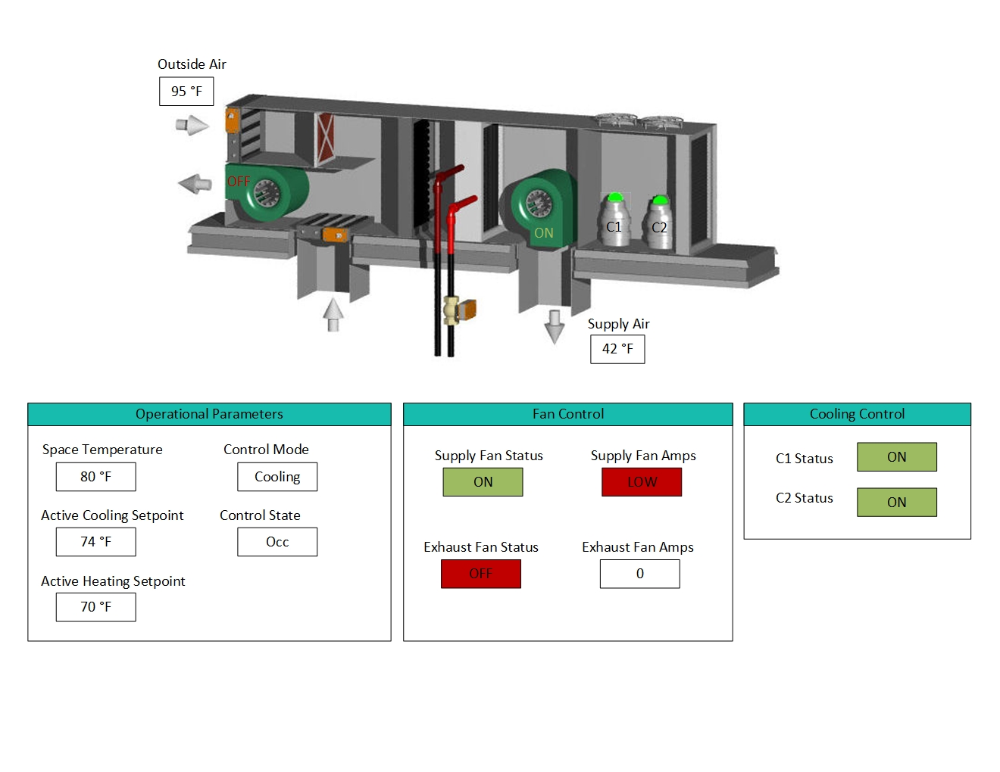 Outside Air
95 °F
OFF
ON
C1
C2
Supply Air
42 °F
Operational Parameters
Space Temperature
80 °F
Control Mode
Cooling
Active Cooling Setpoint
74 °F
Control State
Occ
Active Heating Setpoint
70 °F
Fan Control
Supply Fan Status
ON
Supply Fan Amps
LOW
Exhaust Fan Status
OFF
Exhaust Fan Amps
0
Cooling Control
C1 Status
ON
C2 Status
ON